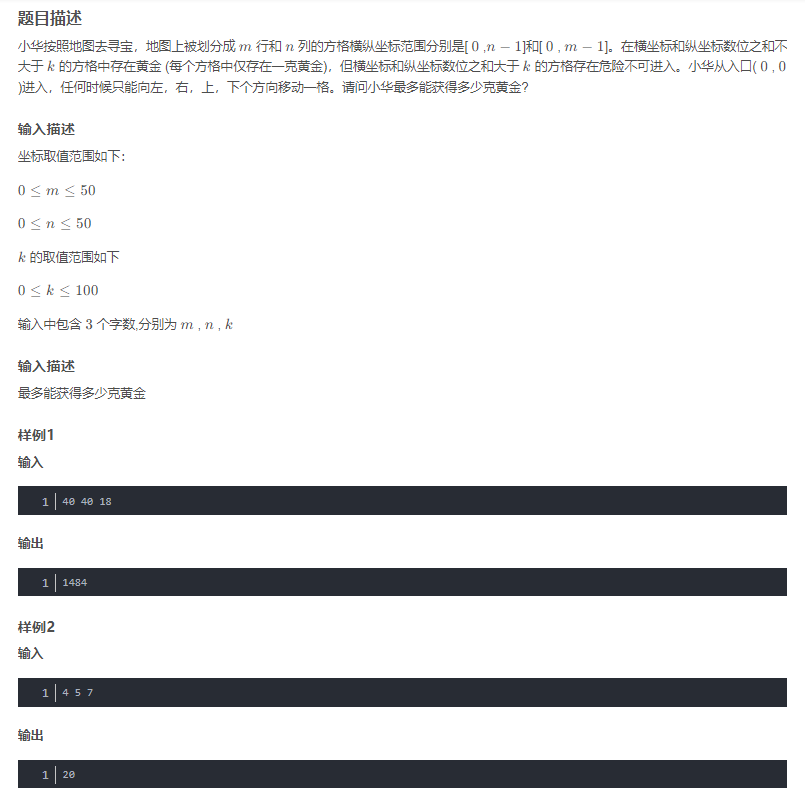 题目描述
小华按照地图去寻宝，地图上被划分成 m 行和 n 列的方格横纵坐标范围分别是[ 0 ,n − 1]和[ 0 , m − 1]。在横坐标和纵坐标数位之和不
大于 k 的方格中存在黄金 (每个方格中仅存在一克黄金)，但横坐标和纵坐标数位之和大于 k 的方格存在危险不可进入。小华从入口( 0 , 0
)进入，任何时候只能向左，右，上，下个方向移动一格。请问小华最多能获得多少克黄金?
输入描述
坐标取值范围如下：
0 ≤ m ≤ 50
0 ≤ n ≤ 50
k 的取值范围如下
0 ≤ k ≤ 100
输入中包含 3 个字数,分别为 m , n , k
输入描述
最多能获得多少克黄金
样例1
输入
1 40 40 18
输出
1 1484
样例2
输入
1 4 5 7
输出
1 20